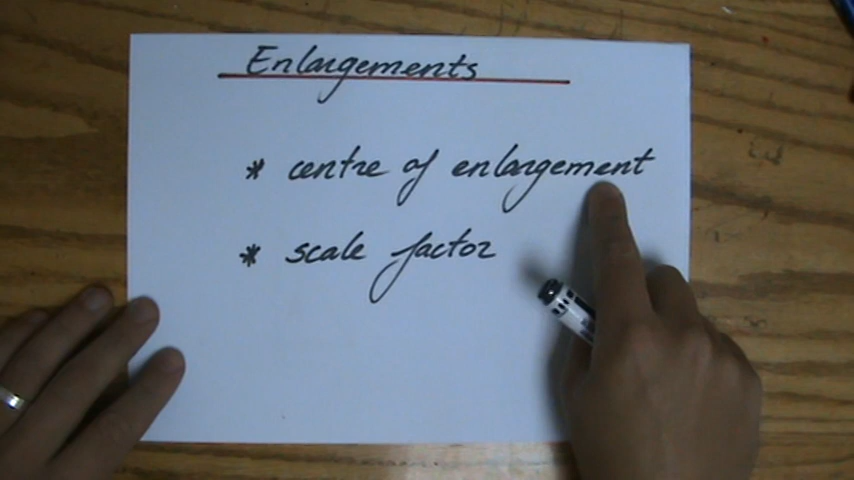 Enlargements
* centre of enlargement
* scale factor